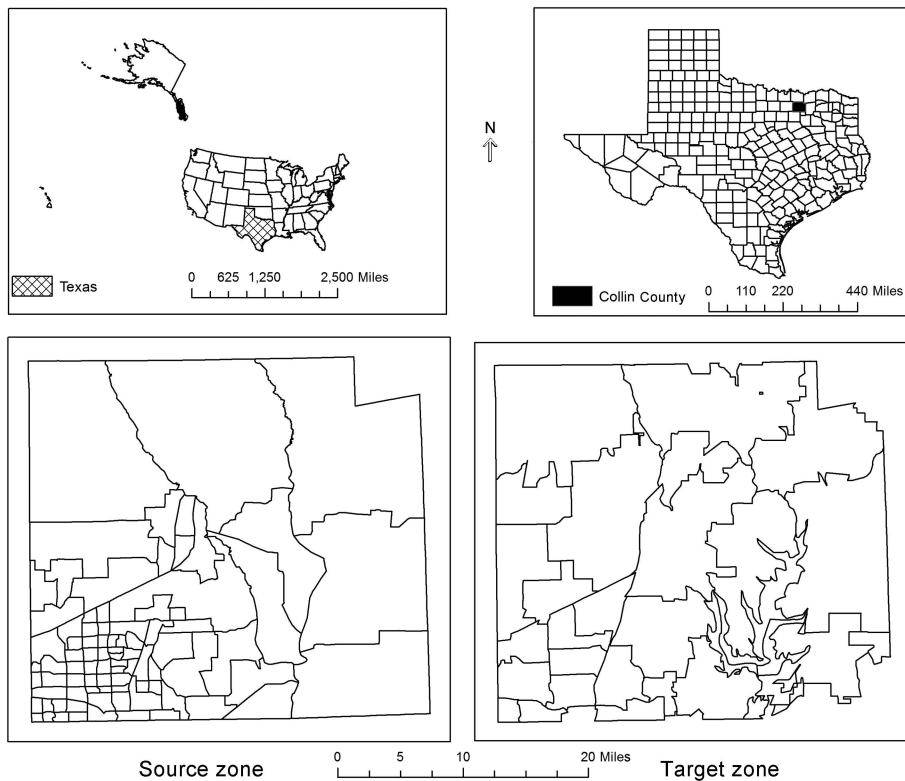 N
Texas
0 625 1,250 2,500 Miles
Collin County
0 110 220 440 Miles
Source zone
0 5 10 20 Miles
Target zone